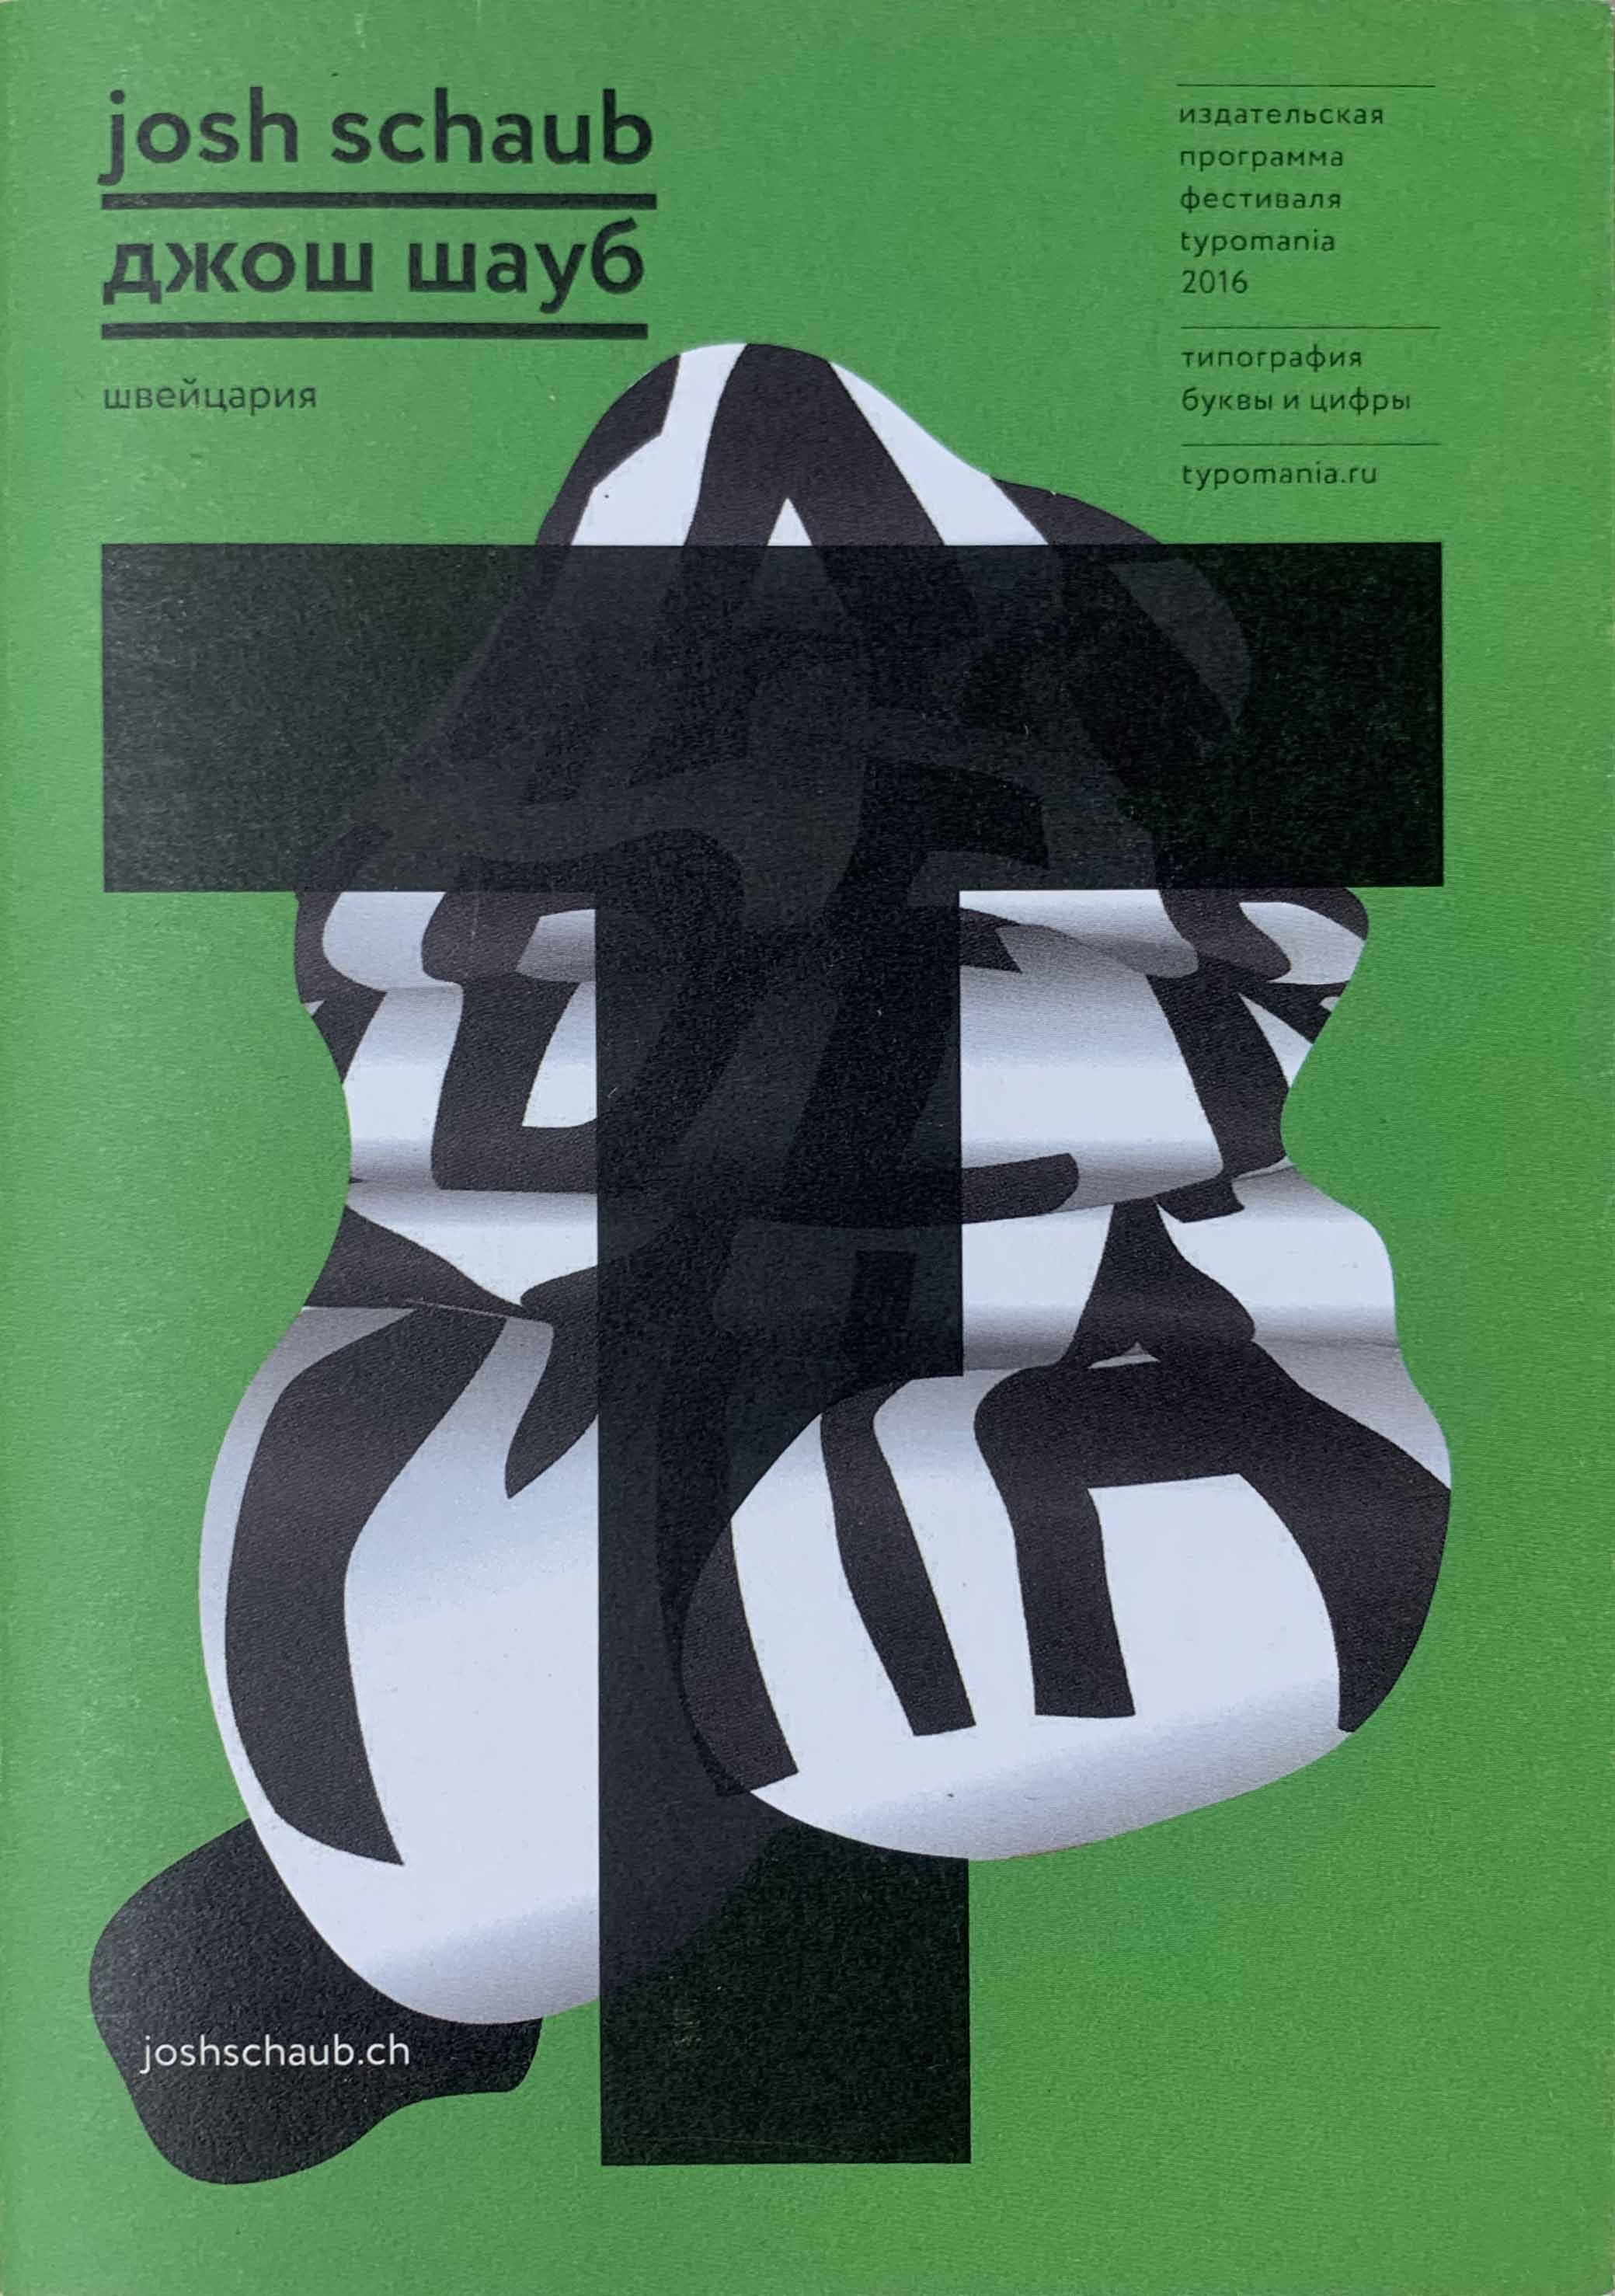 josh schaub
джош шауб
швейцария
издательская
программа
фестиваля
typomania
2016
типография
буквы и цифры
typomania.ru
T
joshschaub.ch